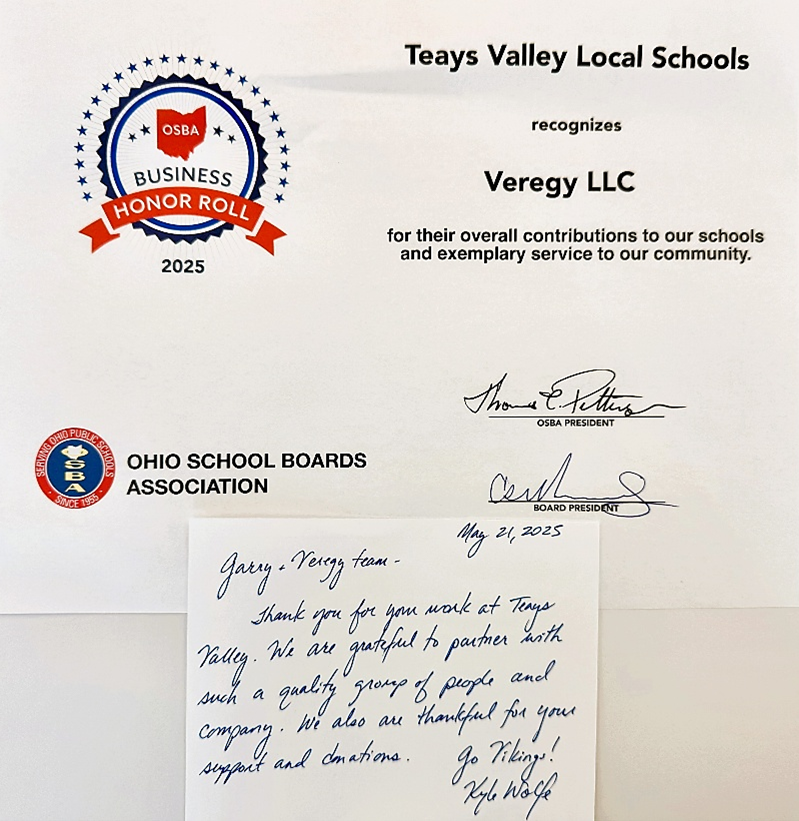 Teays Valley Local Schools
recognizes
Veregy LLC
for their overall contributions to our schools
and exemplary service to our community.
OSBA
BUSINESS
HONOR ROLL
2025
Thomas E. Patterson
OSBA PRESIDENT
BOARD PRESIDENT
SERVING OHIO PUBLIC SCHOOLS
OSBA
SINCE 1955
OHIO SCHOOL BOARDS
ASSOCIATION
May 21, 2025
Garry + Veregy team -
Thank you for your work at Teays
Valley. We are grateful to partner with
such a quality group of people and
company. We also are thankful for your
support and donations. Go Vikings!
Kyle Wolfe